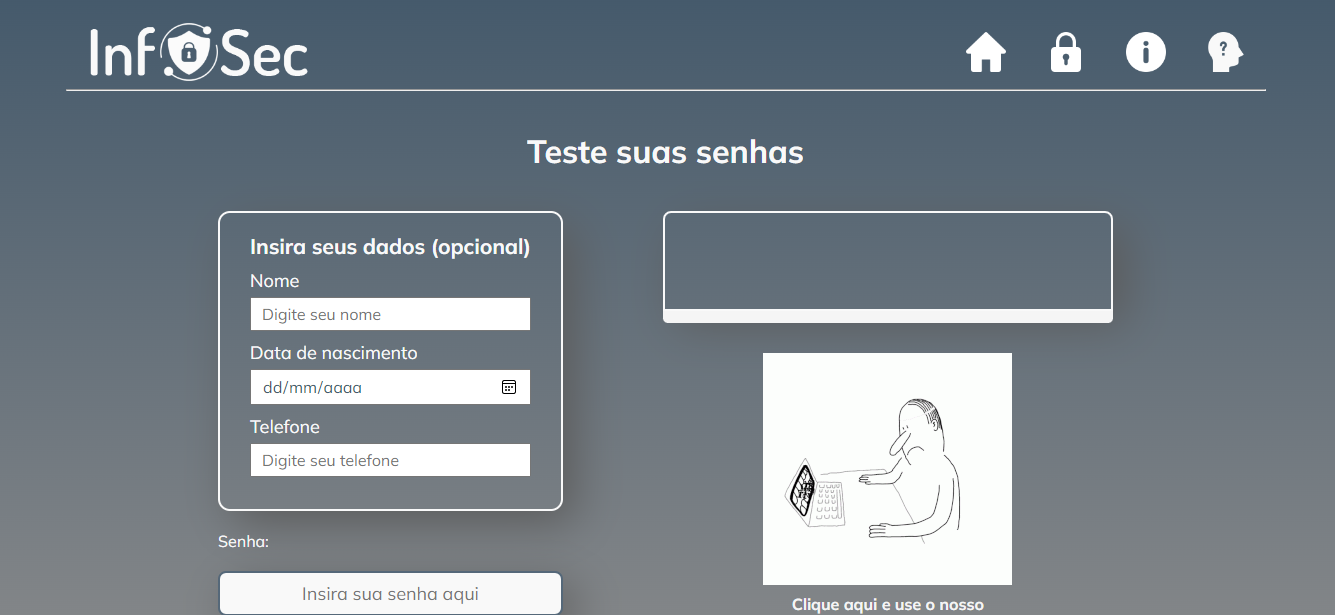 InfoSec
Teste suas senhas
Insira seus dados (opcional)
Nome
Digite seu nome
Data de nascimento
dd/mm/aaaa
Telefone
Digite seu telefone
Senha:
Insira sua senha aqui
Clique aqui e use o nosso